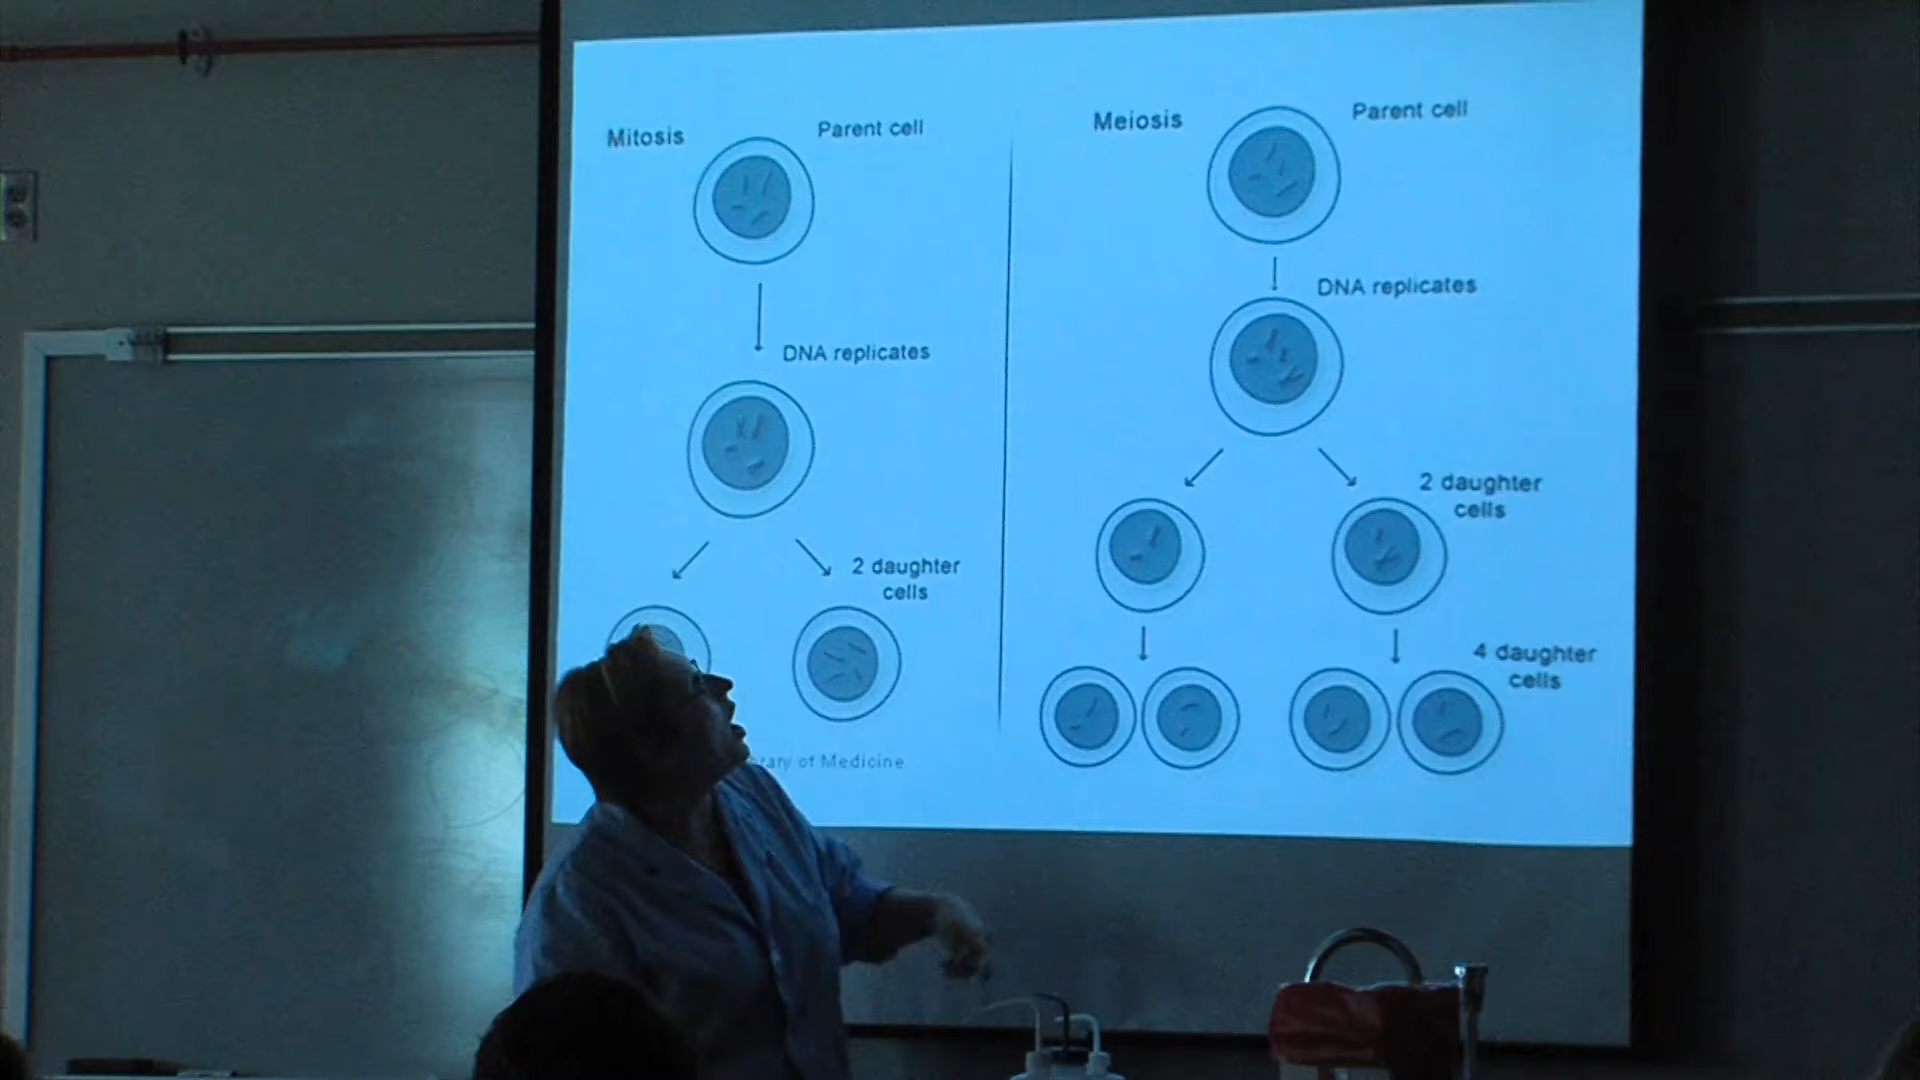 Mitosis
Parent cell
DNA replicates
2 daughter
cells
of Medicine
Meiosis
Parent cell
DNA replicates
2 daughter
cells
4 daughter
cells